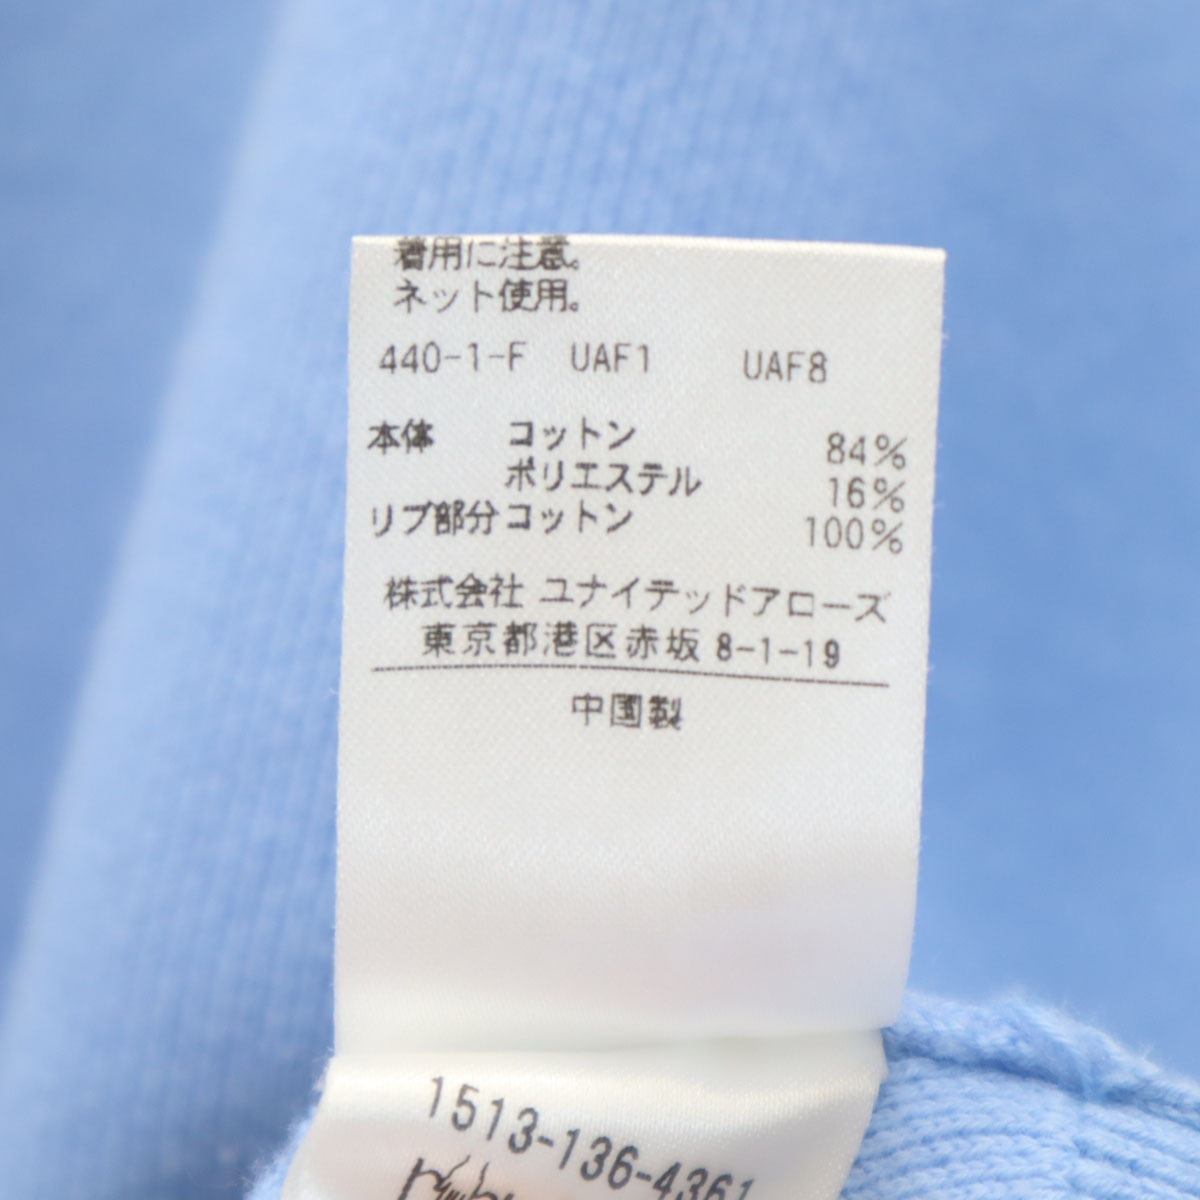 着用に注意。
ネット使用。
440-1-F UAF1 UAF8
本体 コットン 84%
ポリエステル 16%
リブ部分 コットン 100%
株式会社 ユナイテッドアローズ
東京都港区赤坂 8-1-19
中国製
1513-136-4361